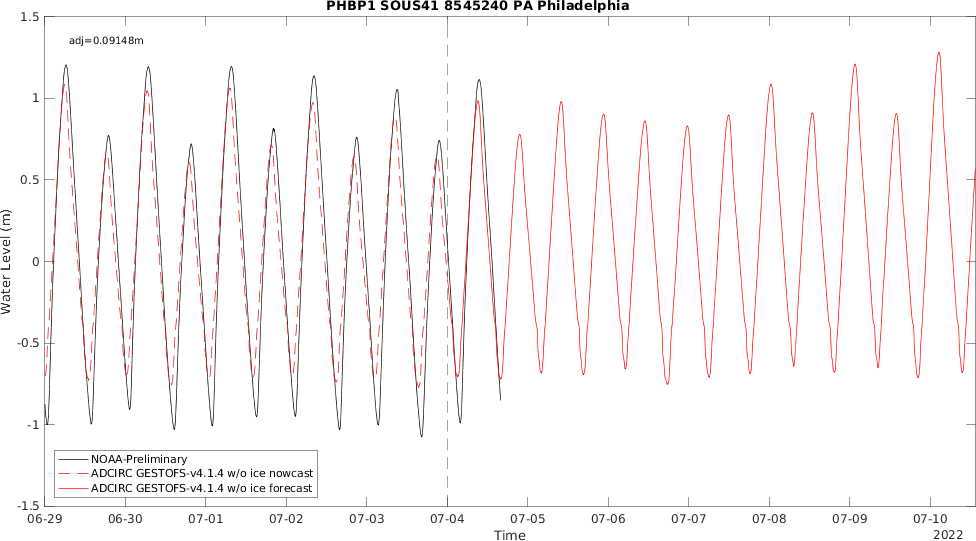 PHBP1 SOUS41 8545240 PA Philadelphia
adj=0.09148m
1.5
1
0.5
0
-0.5
-1
-1.5
Water Level (m)
NOAA-Preliminary
ADCIRC GESTOFS-v4.1.4 w/o ice nowcast
ADCIRC GESTOFS-v4.1.4 w/o ice forecast
06-29 06-30 07-01 07-02 07-03 07-04 07-05 07-06 07-07 07-08 07-09 07-10
Time
2022